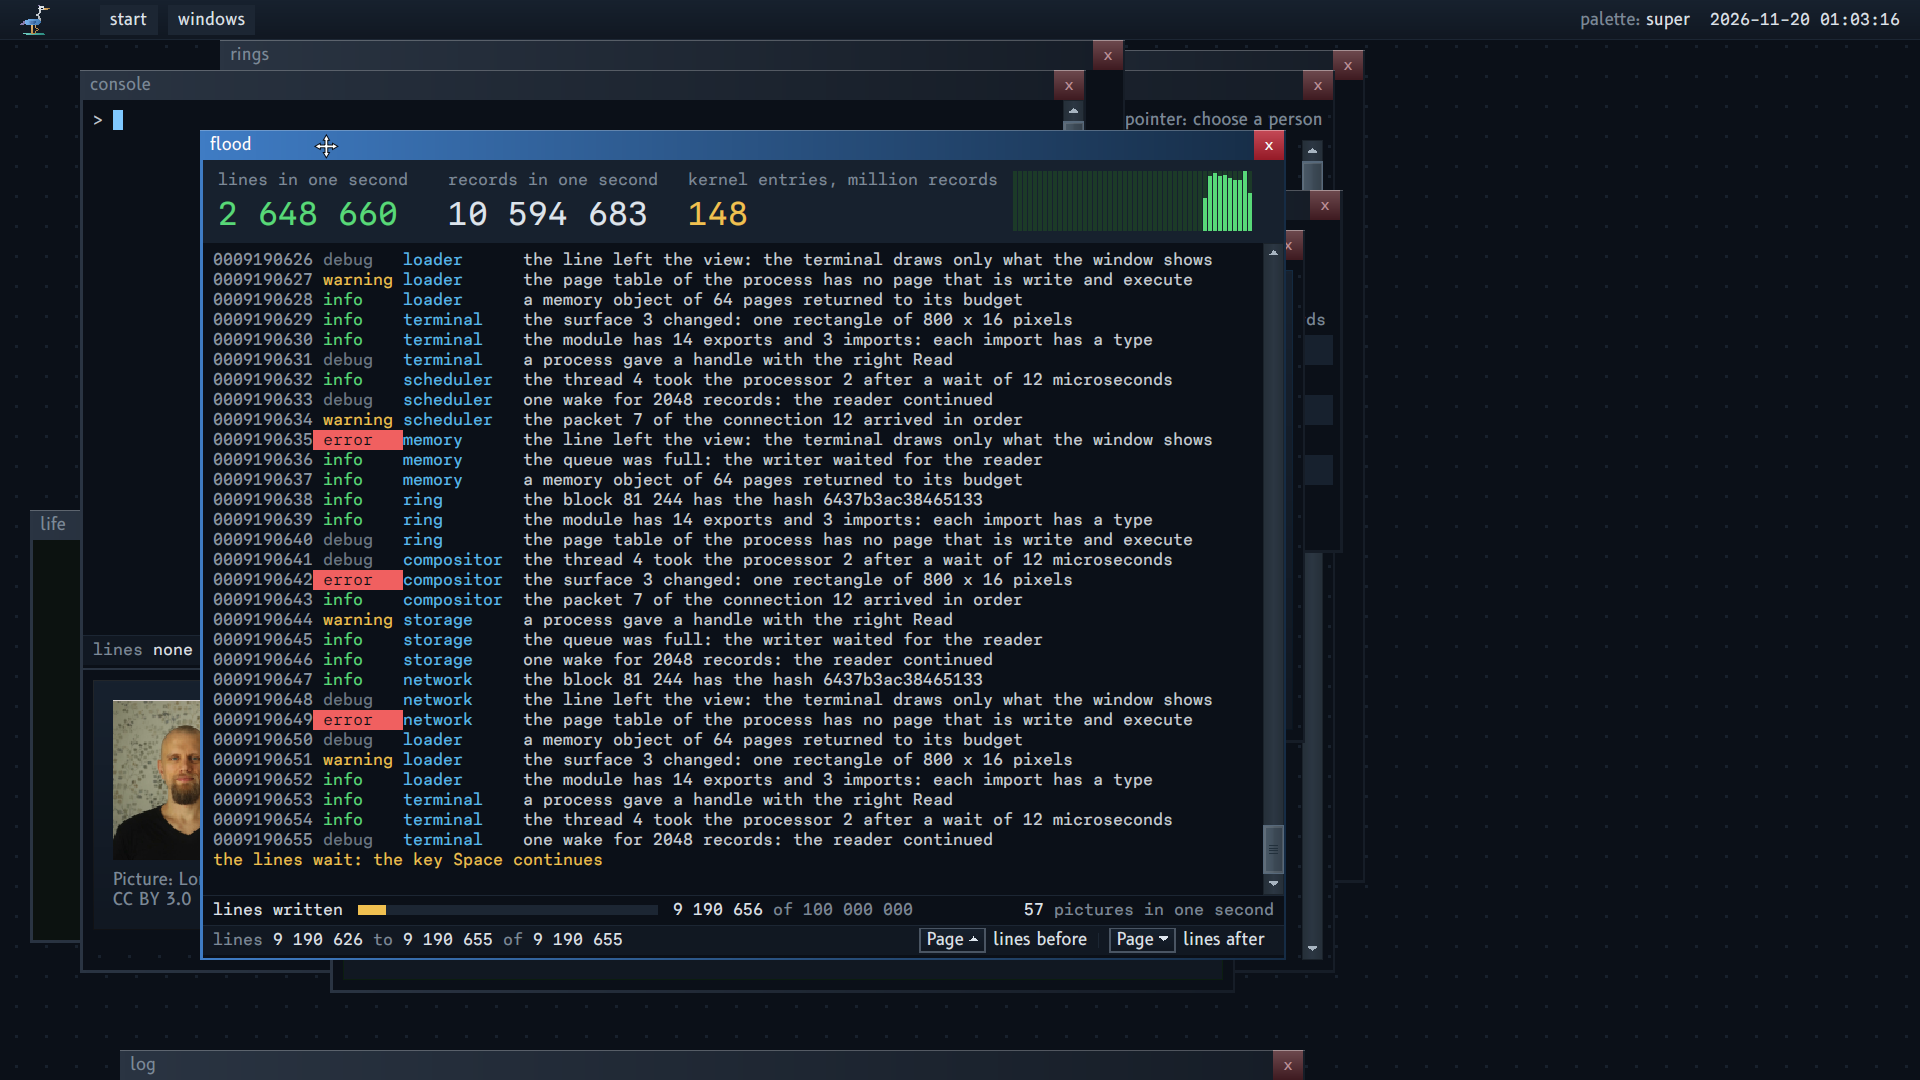 start windows palette: super 2026-11-20 01:03:16
rings x
x
console x
x
> 
pointer: choose a person
flood x
lines in one second records in one second kernel entries, million records
2 648 660 10 594 683 148
x
x
ds
0009190626 debug loader the line left the view: the terminal draws only what the window shows
0009190627 warning loader the page table of the process has no page that is write and execute
0009190628 info loader a memory object of 64 pages returned to its budget
0009190629 info terminal the surface 3 changed: one rectangle of 800 x 16 pixels
0009190630 info terminal the module has 14 exports and 3 imports: each import has a type
0009190631 debug terminal a process gave a handle with the right Read
0009190632 info scheduler the thread 4 took the processor 2 after a wait of 12 microseconds
0009190633 debug scheduler one wake for 2048 records: the reader continued
0009190634 warning scheduler the packet 7 of the connection 12 arrived in order
0009190635 error memory the line left the view: the terminal draws only what the window shows
0009190636 info memory the queue was full: the writer waited for the reader
0009190637 info memory a memory object of 64 pages returned to its budget
0009190638 info ring the block 81 244 has the hash 6437b3ac38465133
0009190639 info ring the module has 14 exports and 3 imports: each import has a type
0009190640 debug ring the page table of the process has no page that is write and execute
0009190641 debug compositor the thread 4 took the processor 2 after a wait of 12 microseconds
0009190642 error compositor the surface 3 changed: one rectangle of 800 x 16 pixels
0009190643 info compositor the packet 7 of the connection 12 arrived in order
0009190644 warning storage a process gave a handle with the right Read
0009190645 info storage the queue was full: the writer waited for the reader
0009190646 info storage one wake for 2048 records: the reader continued
0009190647 info network the block 81 244 has the hash 6437b3ac38465133
0009190648 debug network the line left the view: the terminal draws only what the window shows
0009190649 error network the page table of the process has no page that is write and execute
0009190650 debug loader a memory object of 64 pages returned to its budget
0009190651 warning loader the surface 3 changed: one rectangle of 800 x 16 pixels
0009190652 info loader the module has 14 exports and 3 imports: each import has a type
0009190653 info terminal a process gave a handle with the right Read
0009190654 info terminal the thread 4 took the processor 2 after a wait of 12 microseconds
0009190655 debug terminal one wake for 2048 records: the reader continued
the lines wait: the key Space continues
lines written 9 190 656 of 100 000 000 57 pictures in one second
lines 9 190 626 to 9 190 655 of 9 190 655 Page lines before Page lines after
life
lines none
Picture: Lo
CC BY 3.0
log x